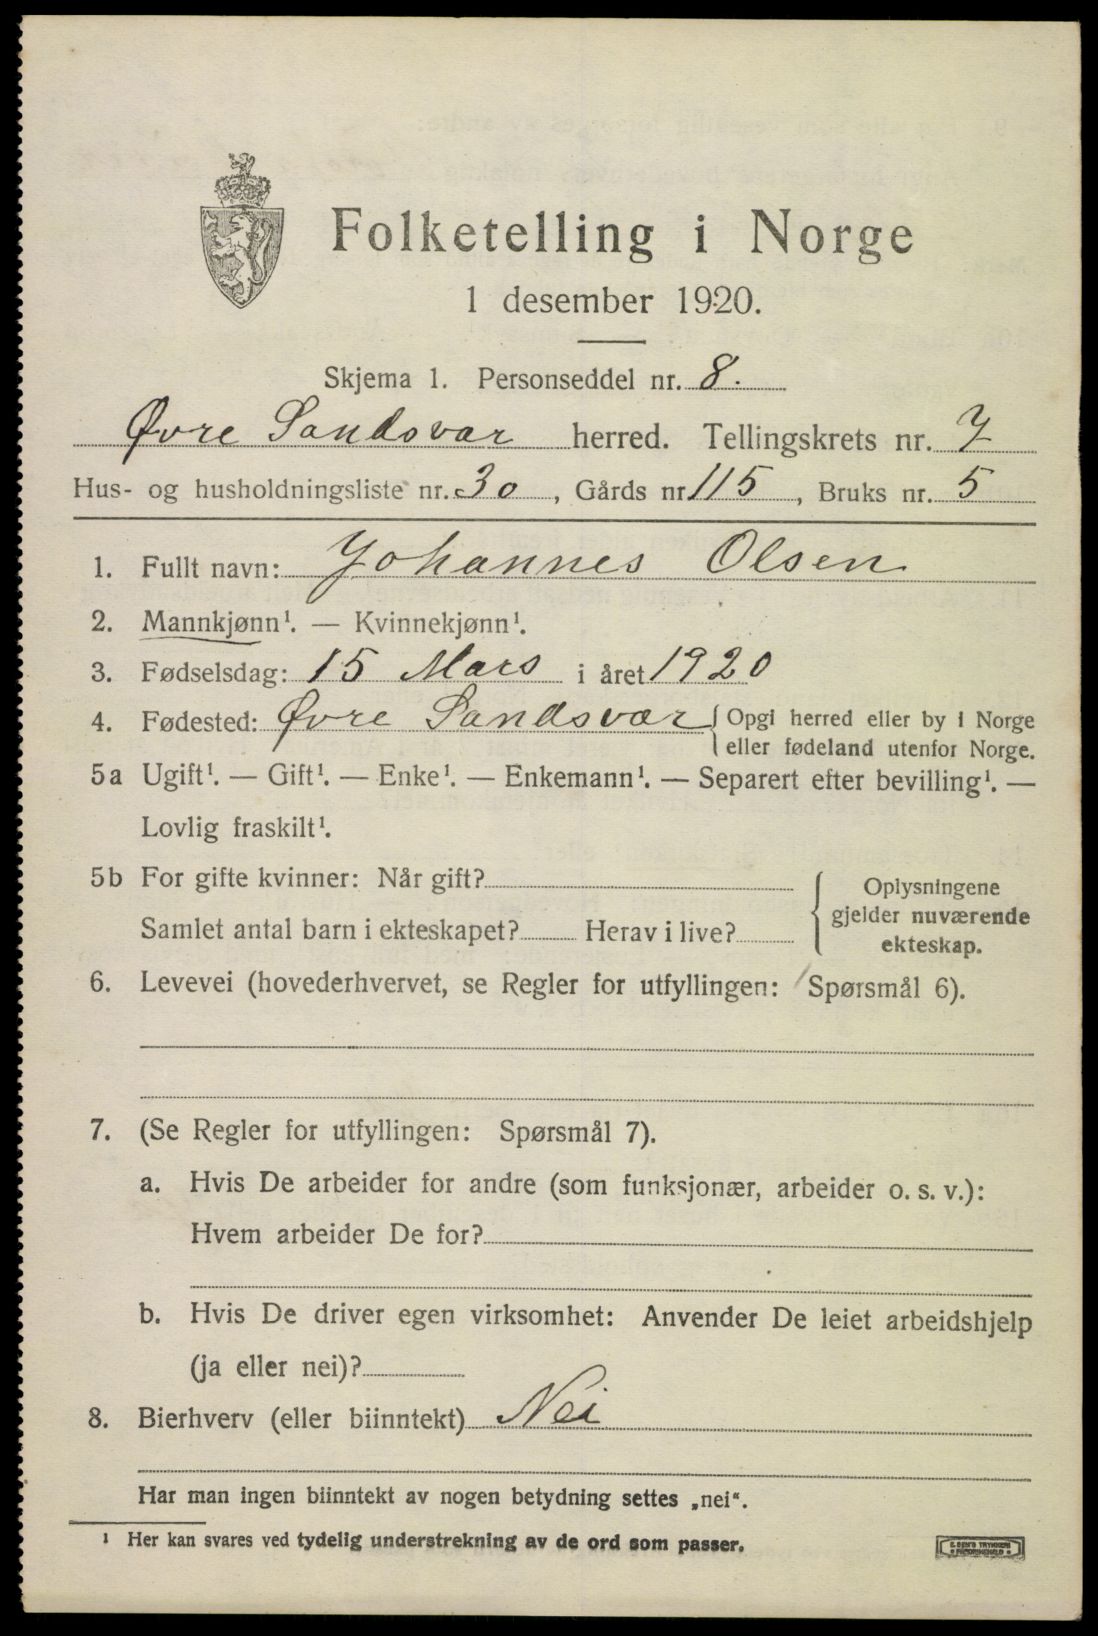 Folketelling i Norge
1 desember 1920.
Skjema 1. Personseddel nr. 8.
Øvre Sandsvær herred. Tellingskrets nr. 7
Hus- og husholdningsliste nr. 30, Gårds nr. 115, Bruks nr. 5
1. Fullt navn: Johannes Olsen
2. Mannkjønn¹. — Kvinnekjønn¹.
3. Fødselsdag: 15 Mars i året 1920
4. Fødested: Øvre Sandsvær { Opgi herred eller by i Norge
eller fødeland utenfor Norge.
5a Ugift¹. — Gift¹. — Enke¹. — Enkemann¹. — Separert efter bevilling¹. —
Lovlig fraskilt¹.
5b For gifte kvinner: Når gift?
Samlet antal barn i ekteskapet? Herav i live?
{ Oplysningene
gjelder nuværende
ekteskap.
6. Levevei (hovederhvervet, se Regler for utfyllingen: Spørsmål 6).
7. (Se Regler for utfyllingen: Spørsmål 7).
a. Hvis De arbeider for andre (som funksjonær, arbeider o. s. v.):
Hvem arbeider De for?
b. Hvis De driver egen virksomhet: Anvender De leiet arbeidshjelp
(ja eller nei)?
8. Bierhverv (eller biinntekt) Nei
Har man ingen biinntekt av nogen betydning settes „nei“.
¹ Her kan svares ved tydelig understrekning av de ord som passer.